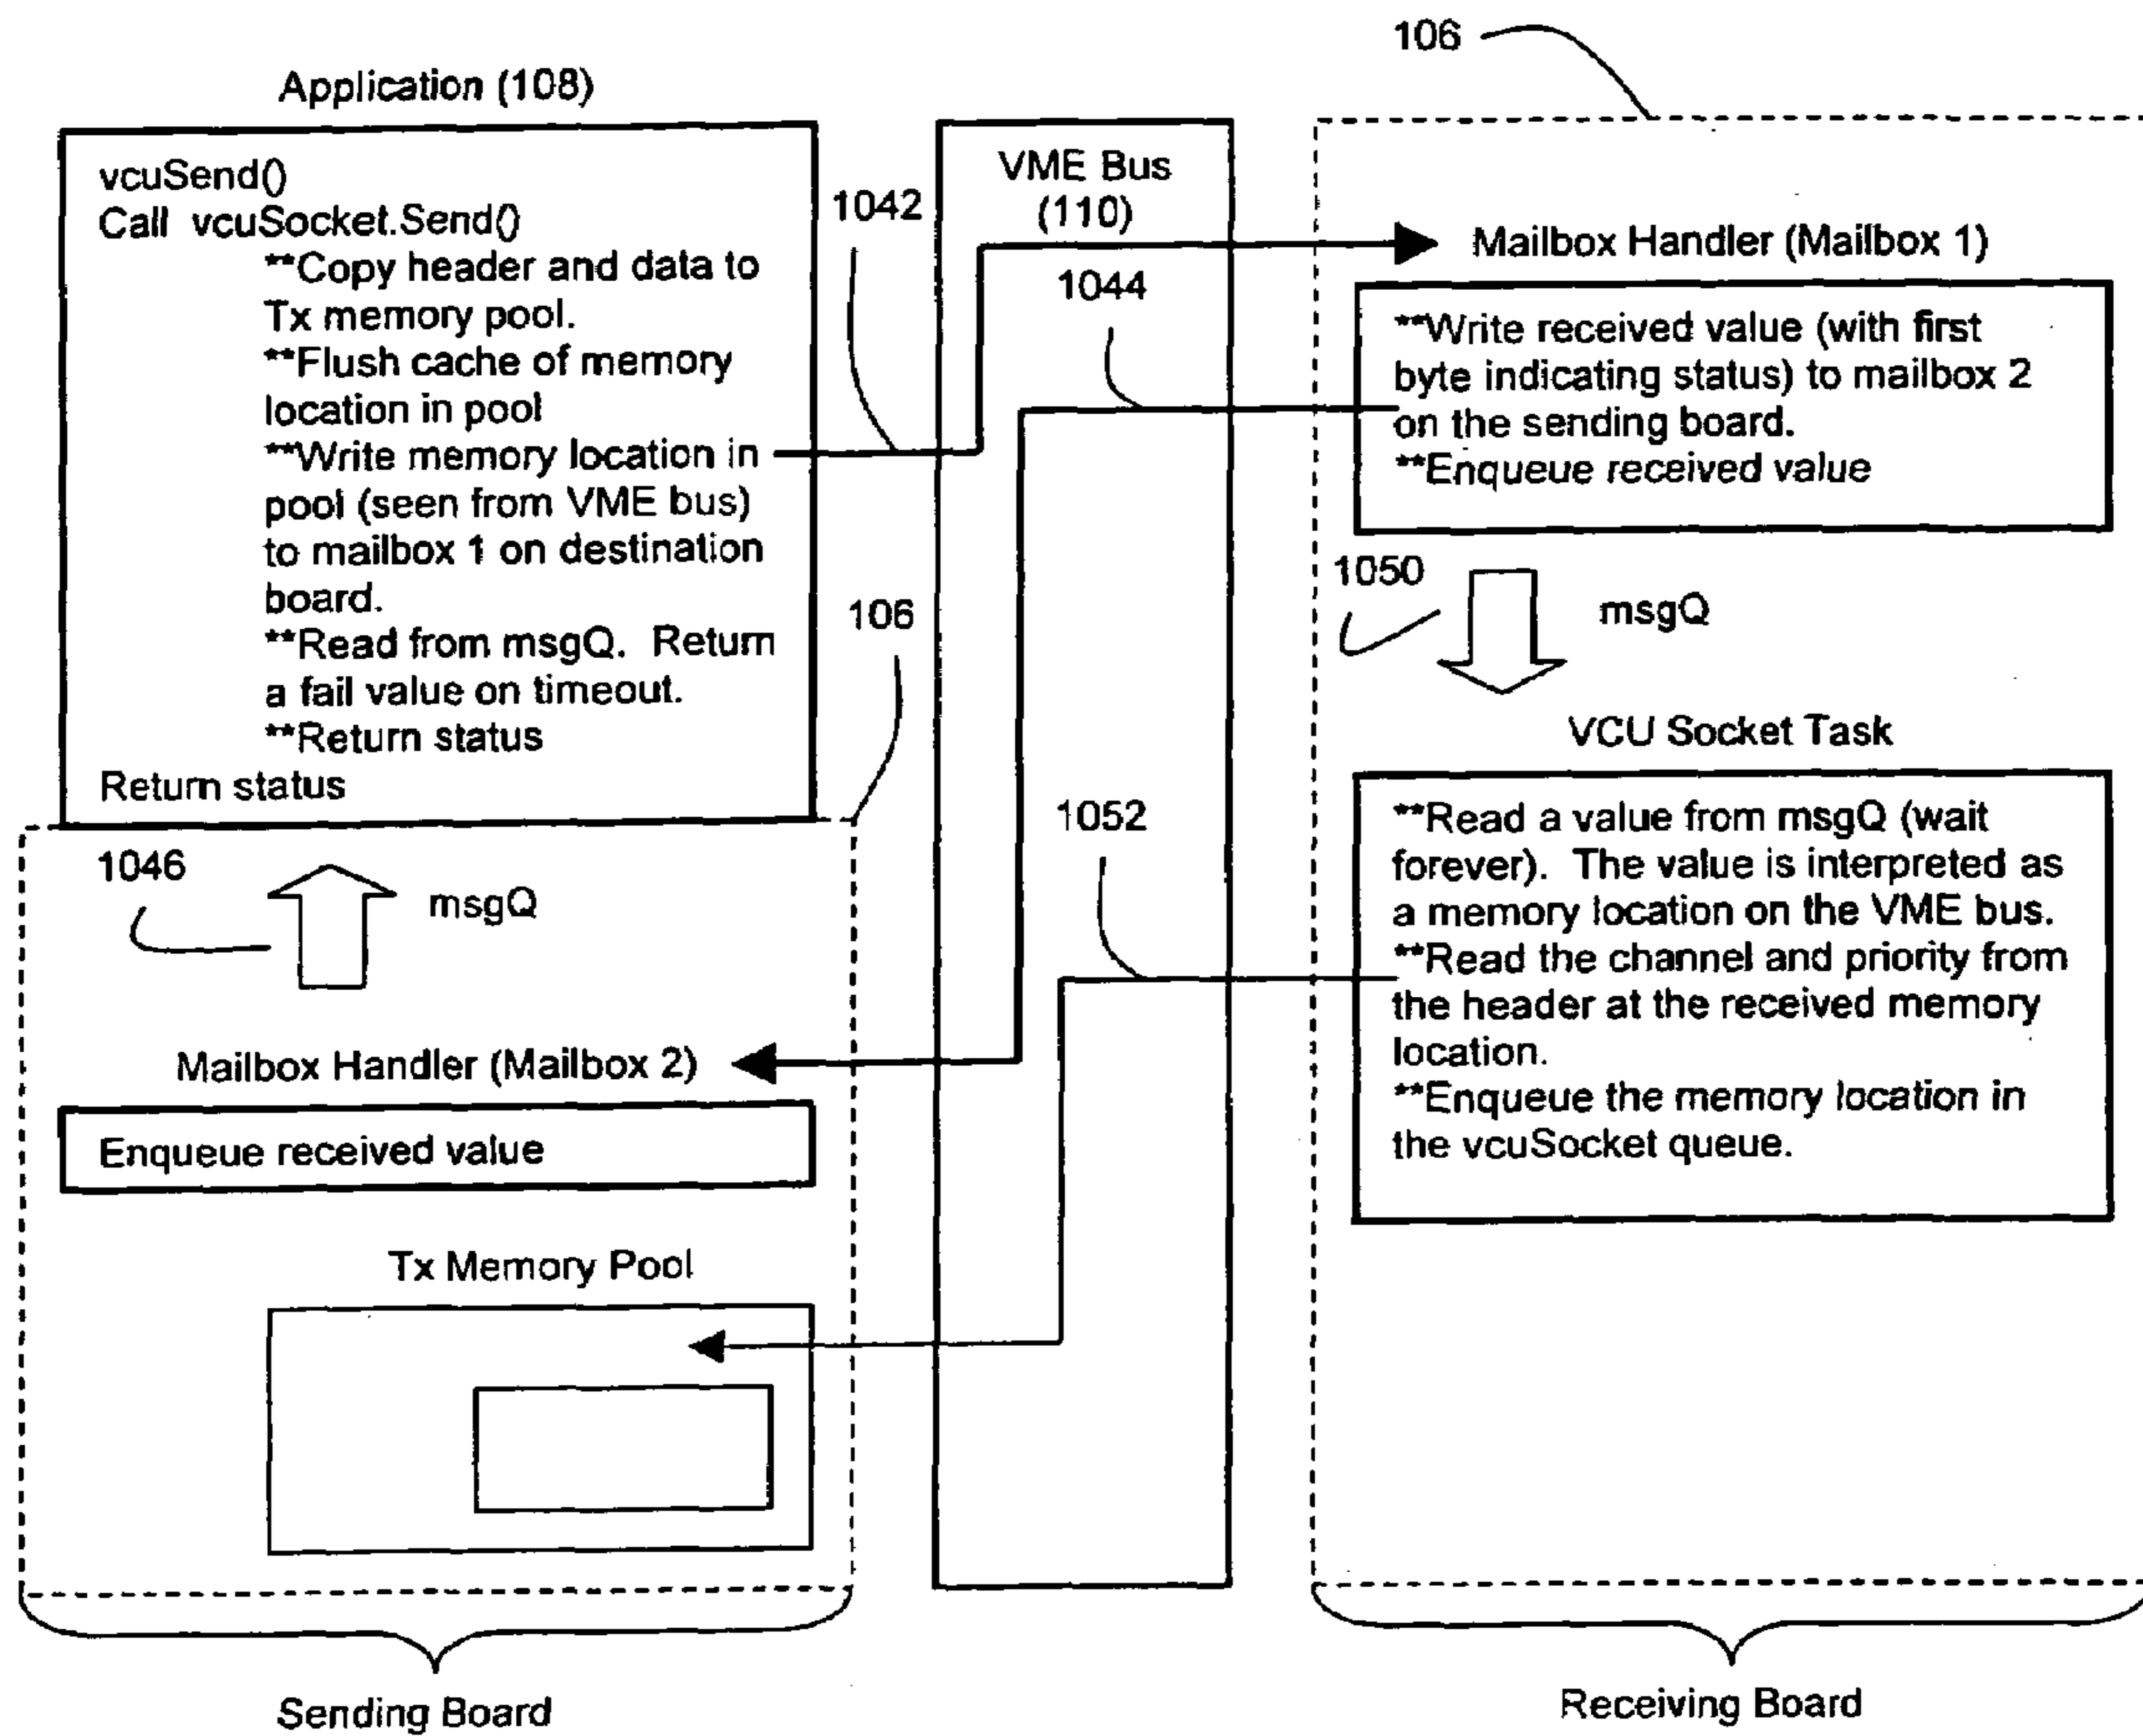 106
Application (108)
vcuSend()
Call vcuSocket.Send()
**Copy header and data to
Tx memory pool.
**Flush cache of memory
location in pool
**Write memory location in
pool (seen from VME bus)
to mailbox 1 on destination
board.
**Read from msgQ. Return
a fail value on timeout.
**Return status
Return status
1042
106
VME Bus
(110)
1044
1052
Mailbox Handler (Mailbox 1)
**Write received value (with first
byte indicating status) to mailbox 2
on the sending board.
**Enqueue received value
1050
msgQ
VCU Socket Task
**Read a value from msgQ (wait
forever). The value is interpreted as
a memory location on the VME bus.
**Read the channel and priority from
the header at the received memory
location.
**Enqueue the memory location in
the vcuSocket queue.
1046
msgQ
Mailbox Handler (Mailbox 2)
Enqueue received value
Tx Memory Pool
Sending Board
Receiving Board